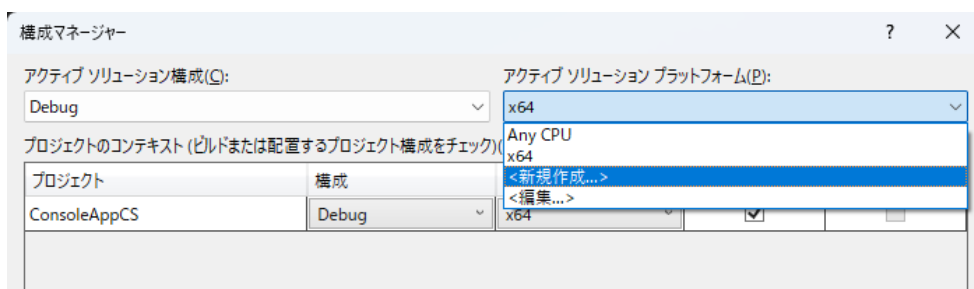 構成マネージャー ?
アクティブ ソリューション構成(C): アクティブ ソリューション プラットフォーム(P):
Debug x64
Any CPU
プロジェクトのコンテキスト (ビルドまたは配置するプロジェクト構成をチェック)(
x64
プロジェクト 構成 <新規作成...>
<編集...>
ConsoleAppCS Debug x64